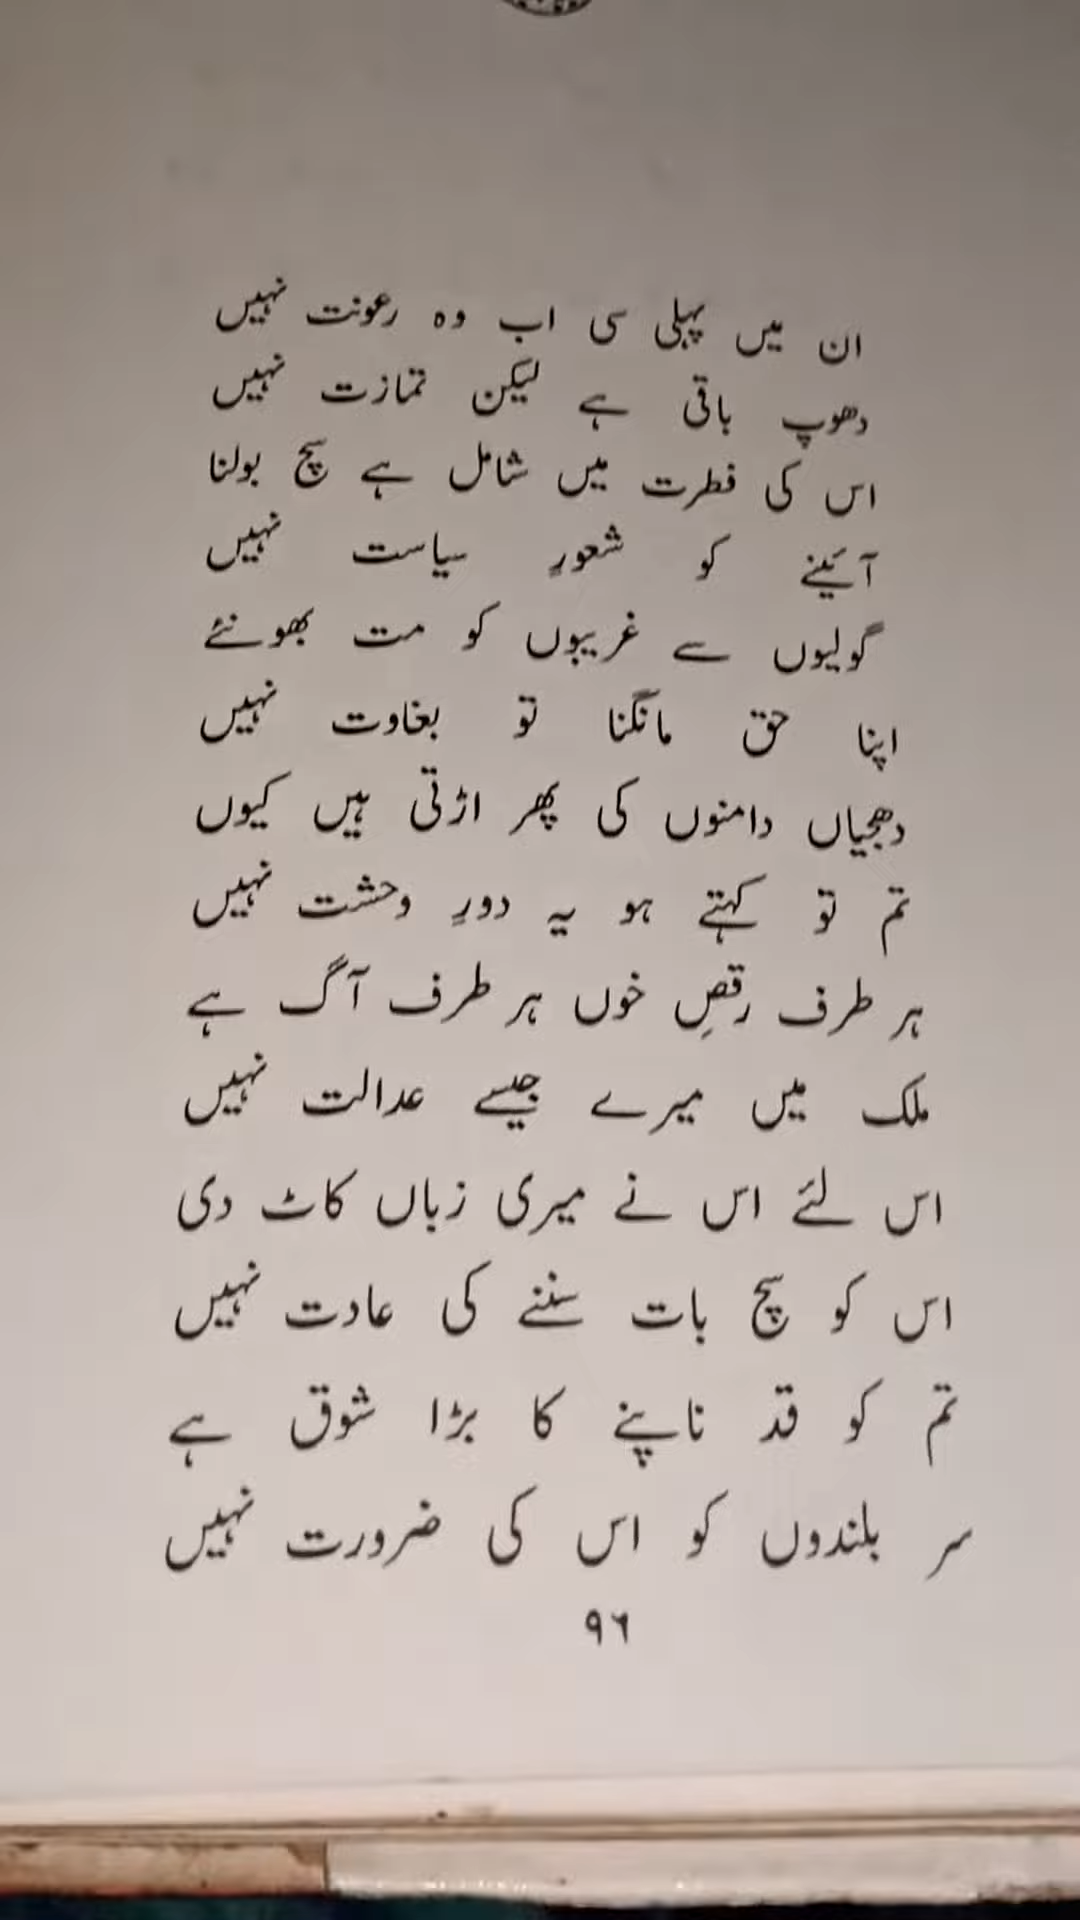 ان میں پہلی سی اب وہ رعونت نہیں
دھوپ باقی ہے لیکن تمازت نہیں
اس کی فطرت میں شامل ہے سچ بولنا
آئینے کو شعورِ سیاست نہیں
گولیوں سے غریبوں کو مت بھونئے
اپنا حق مانگنا تو بغاوت نہیں
دھجیاں دامنوں کی پھر اڑتی ہیں کیوں
تم تو کہتے ہو یہ دورِ وحشت نہیں
ہر طرف رقصِ خوں ہر طرف آگ ہے
ملک میں میرے جیسے عدالت نہیں
اس لئے اس نے میری زباں کاٹ دی
اس کو سچ بات سننے کی عادت نہیں
تم کو قد ناپنے کا بڑا شوق ہے
سر بلندوں کو اس کی ضرورت نہیں
۹۶